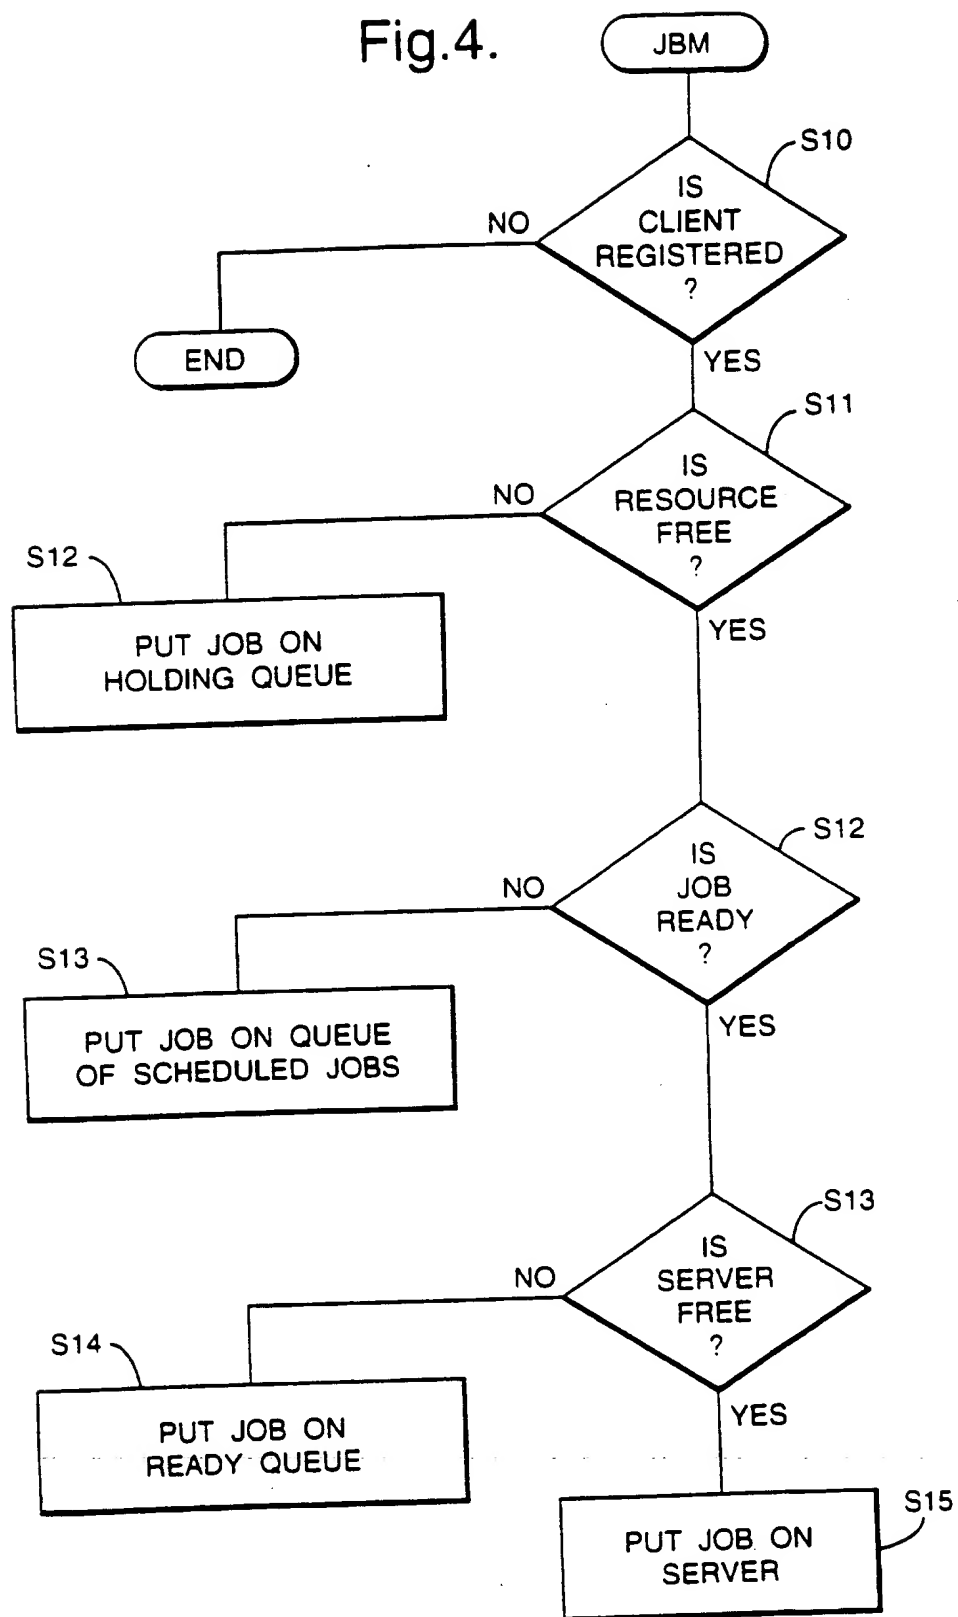 Fig.4.
JBM
S10
IS
CLIENT
REGISTERED
?
NO
YES
END
S11
IS
RESOURCE
FREE
?
NO
YES
S12
PUT JOB ON
HOLDING QUEUE
S12
IS
JOB
READY
?
NO
YES
S13
PUT JOB ON QUEUE
OF SCHEDULED JOBS
S13
IS
SERVER
FREE
?
NO
YES
S14
PUT JOB ON
READY QUEUE
S15
PUT JOB ON
SERVER